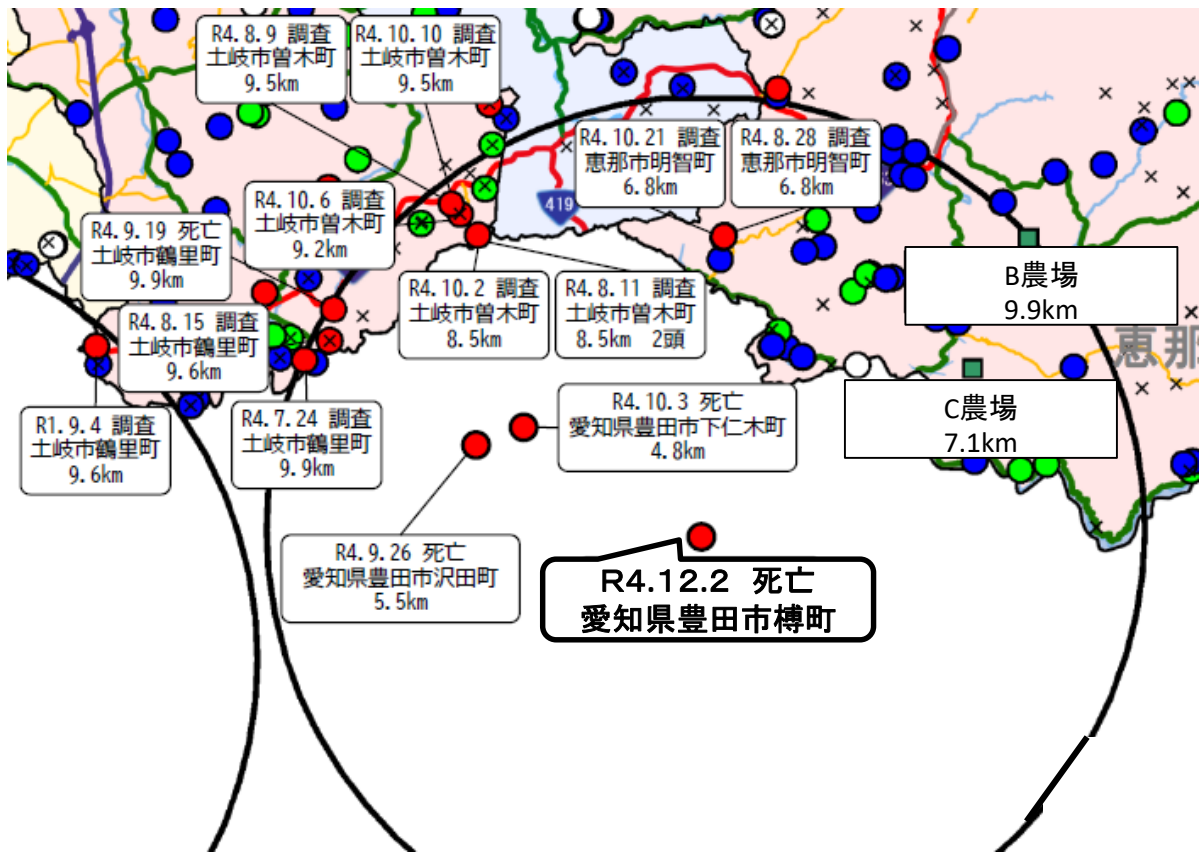 R4.8.9 調査
土岐市曽木町
9.5km
R4.10.10 調査
土岐市曽木町
9.5km
R4.10.21 調査
恵那市明智町
6.8km
R4.8.28 調査
恵那市明智町
6.8km
419
R4.10.6 調査
土岐市曽木町
9.2km
R4.9.19 死亡
土岐市鶴里町
9.9km
B農場
9.9km
R4.10.2 調査
土岐市曽木町
8.5km
R4.8.11 調査
土岐市曽木町
8.5km 2頭
R4.8.15 調査
土岐市鶴里町
9.6km
恵那
C農場
7.1km
R1.9.4 調査
土岐市鶴里町
9.6km
R4.7.24 調査
土岐市鶴里町
9.9km
R4.10.3 死亡
愛知県豊田市下仁木町
4.8km
R4.9.26 死亡
愛知県豊田市沢田町
5.5km
R4.12.2 死亡
愛知県豊田市榑町